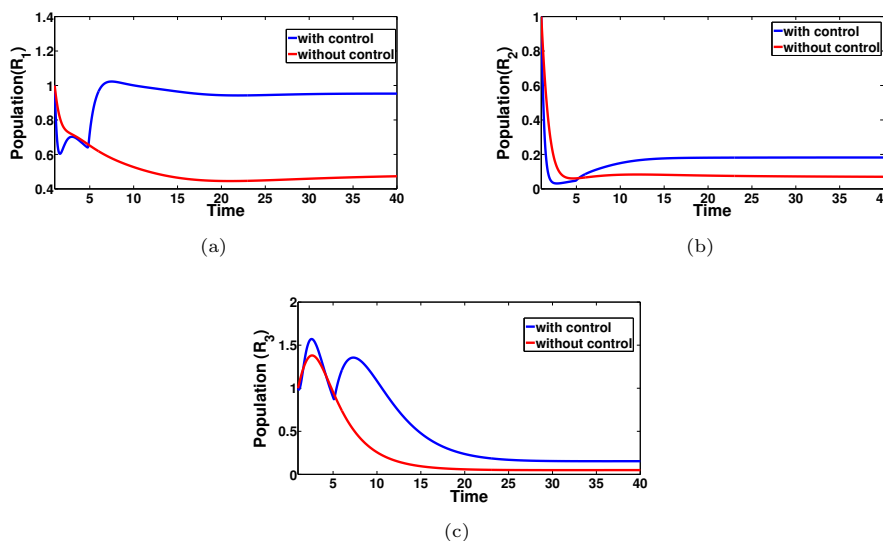 1.4
1.2
1
0.8
0.6
0.4
Population(R1)
with control
without control
5 10 15 20 25 30 35 40
Time
(a)
1
0.8
0.6
0.4
0.2
0
Population(R2)
with control
without control
5 10 15 20 25 30 35 40
Time
(b)
2
1.5
1
0.5
0
Population (R3)
with control
without control
5 10 15 20 25 30 35 40
Time
(c)